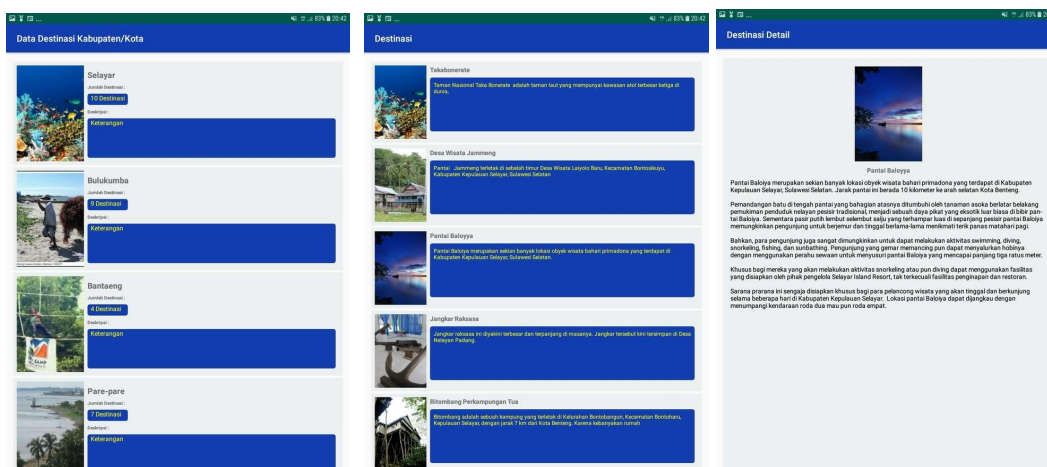 83% 20:42
Data Destinasi Kabupaten/Kota
Selayar
Jumlah Destinasi :
10 Destinasi
Deskripsi :
Keterangan
Bulukumba
Jumlah Destinasi :
9 Destinasi
Deskripsi :
Keterangan
Bantaeng
Jumlah Destinasi :
4 Destinasi
Deskripsi :
Keterangan
CAMP
Pare-pare
Jumlah Destinasi :
7 Destinasi
Deskripsi :
Keterangan
83% 20:42
Destinasi
Takabonerate
Taman Nasional Taka Bonerate adalah taman laut yang mempunyai kawasan atol terbesar ketiga di
dunia,
Desa Wisata Jammeng
Pantai Jammeng terletak di sebelah timur Desa Wisata Laiyolo Baru, Kecamatan Bontosikuyu,
Kabupaten Kepulauan Selayar, Sulawesi Selatan
Pantai Baloyya
Pantai Baloiya merupakan sekian banyak lokasi obyek wisata bahari primadona yang terdapat di
Kabupaten Kepulauan Selayar, Sulawesi Selatan.
Jangkar Raksasa
Jangkar raksasa ini diyakini terbesar dan terpanjang di masanya. Jangkar tersebut kini tersimpan di Desa
Nelayan Padang.
Bitombang Perkampungan Tua
Bitombang adalah sebuah kampung yang terletak di Kelurahan Bontobangun, Kecamatan Bontoharu,
Kepulauan Selayar, dengan jarak 7 km dari Kota Benteng. Karena kebanyakan rumah
83% 20
Destinasi Detail
Pantai Baloyya
Pantai Baloiya merupakan sekian banyak lokasi obyek wisata bahari primadona yang terdapat di Kabupaten
Kepulauan Selayar, Sulawesi Selatan. Jarak pantai ini berada 10 kilometer ke arah selatan Kota Benteng.
Pemandangan batu di tengah pantai yang bahagian atasnya ditumbuhi oleh tanaman asoka berlatar belakang
pemukiman penduduk nelayan pesisir tradisional, menjadi sebuah daya pikat yang eksotik luar biasa di bibir pan-
tai Baloiya. Sementara pasir putih lembut selembut salju yang terhampar luas di sepanjang pesisir pantai Baloiya
memungkinkan pengunjung untuk berjemur dan tinggal berlama-lama menikmati terik panas matahari pagi.
Bahkan, para pengunjung juga sangat dimungkinkan untuk dapat melakukan aktivitas swimming, diving,
snorkeling, fishing, dan sunbathing. Pengunjung yang gemar memancing pun dapat menyalurkan hobinya
dengan menggunakan perahu sewaan untuk menyusuri pantai Baloiya yang mencapai panjang tiga ratus meter.
Khusus bagi mereka yang akan melakukan aktivitas snorkeling atau pun diving dapat menggunakan fasilitas
yang disiapkan oleh pihak pengelola Selayar Island Resort, tak terkecuali fasilitas penginapan dan restoran.
Sarana prarana ini sengaja disiapkan khusus bagi para pelancong wisata yang akan tinggal dan berkunjung
selama beberapa hari di Kabupaten Kepulauan Selayar. Lokasi pantai Baloiya dapat dijangkau dengan
menumpangi kendaraan roda dua mau pun roda empat.